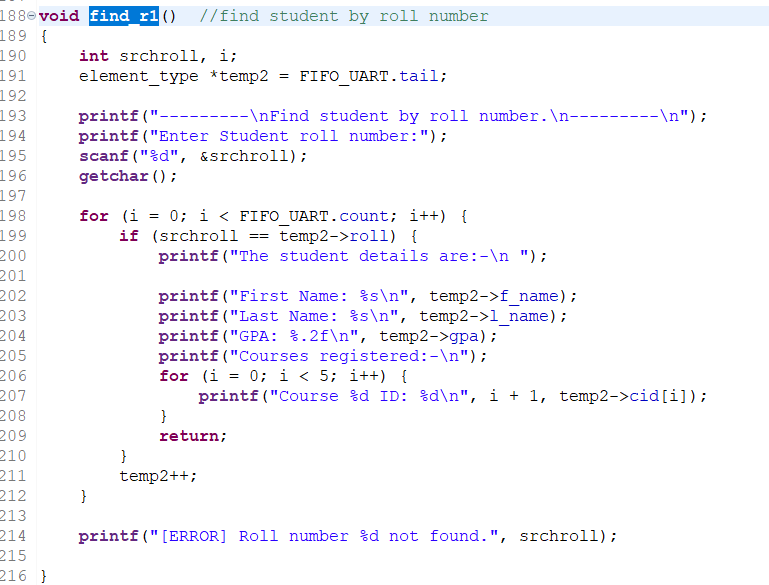 188 void find_rl() //find student by roll number
189 {
190 int srchroll, i;
191 element_type *temp2 = FIFO_UART.tail;
192
193 printf("---------\nFind student by roll number.\n---------\n");
194 printf("Enter Student roll number:");
195 scanf("%d", &srchroll);
196 getchar();
197
198 for (i = 0; i < FIFO_UART.count; i++) {
199 if (srchroll == temp2->roll) {
200 printf("The student details are:-\n ");
201
202 printf("First Name: %s\n", temp2->f_name);
203 printf("Last Name: %s\n", temp2->l_name);
204 printf("GPA: %.2f\n", temp2->gpa);
205 printf("Courses registered:-\n");
206 for (i = 0; i < 5; i++) {
207 printf("Course %d ID: %d\n", i + 1, temp2->cid[i]);
208 }
209 return;
210 }
211 temp2++;
212 }
213
214 printf("[ERROR] Roll number %d not found.", srchroll);
215
216 }